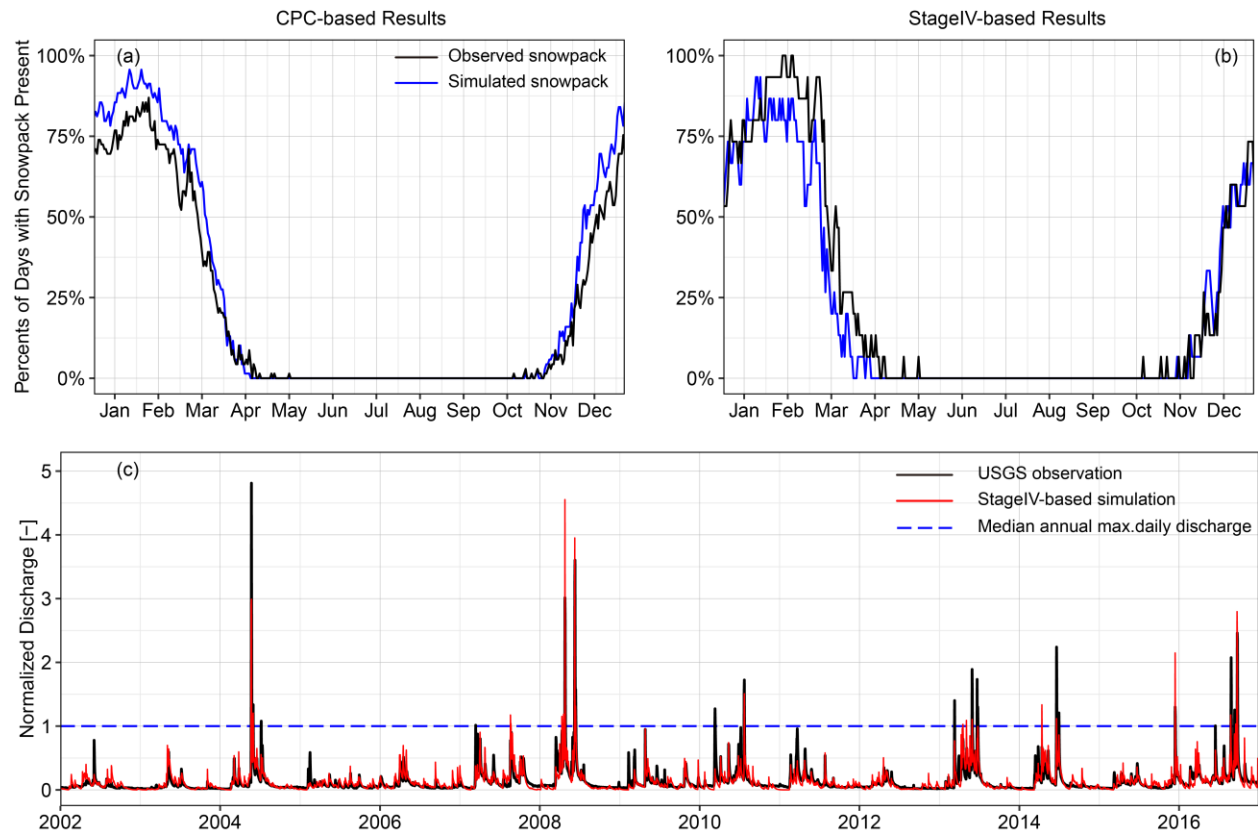 CPC-based Results
StageIV-based Results
Percents of Days with Snowpack Present
100%
75%
50%
25%
0%
(a)
Observed snowpack
Simulated snowpack
Jan Feb Mar Apr May Jun Jul Aug Sep Oct Nov Dec
100%
75%
50%
25%
0%
(b)
Jan Feb Mar Apr May Jun Jul Aug Sep Oct Nov Dec
Normalized Discharge [−]
5
4
3
2
1
0
(c)
USGS observation
StageIV-based simulation
Median annual max.daily discharge
2002 2004 2006 2008 2010 2012 2014 2016